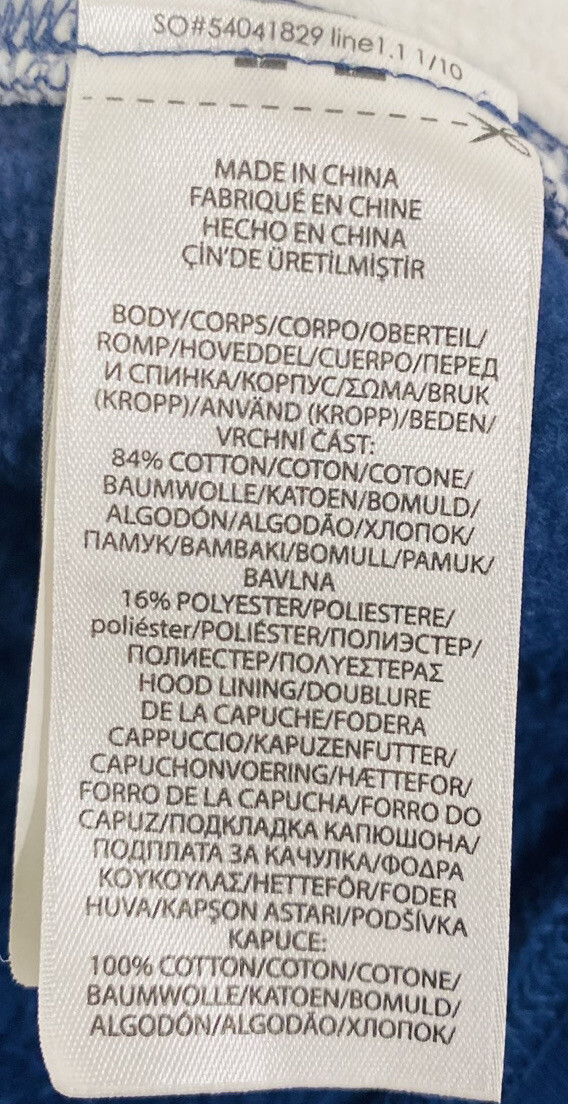 SO#54041829 line1.1 1/10
MADE IN CHINA
FABRIQUÉ EN CHINE
HECHO EN CHINA
ÇİN'DE ÜRETİLMİŞTİR
BODY/CORPS/CORPO/OBERTEIL/
ROMP/HOVEDDEL/CUERPO/ПЕРЕД
И СПИНКА/КОРПУС/ΣΩΜΑ/BRUK
(KROPP)/ANVÄND (KROPP)/BEDEN/
VRCHNÍ ČÁST:
84% COTTON/COTON/COTONE/
BAUMWOLLE/KATOEN/BOMULD/
ALGODÓN/ALGODÃO/ХЛОПОК/
ПАМУК/ΒΑΜΒΑΚΙ/BOMULL/PAMUK/
BAVLNA
16% POLYESTER/POLIESTERE/
poliéster/POLIÉSTER/ПОЛИЭСТЕР/
ПОЛИЕСТЕР/ΠΟΛΥΕΣΤΕΡΑΣ
HOOD LINING/DOUBLURE
DE LA CAPUCHE/FODERA
CAPPUCCIO/KAPUZENFUTTER/
CAPUCHONVOERING/HÆTTEFOR/
FORRO DE LA CAPUCHA/FORRO DO
CAPUZ/ПОДКЛАДКА КАПЮШОНА/
ПОДПЛАТА ЗА КАЧУЛКА/ΦΟΔΡΑ
ΚΟΥΚΟΥΛΑΣ/HETTEFÔR/FODER
HUVA/KAPŞON ASTARI/PODŠÍVKA
KAPUCE:
100% COTTON/COTON/COTONE/
BAUMWOLLE/KATOEN/BOMULD/
ALGODÓN/ALGODÃO/ХЛОПОК/